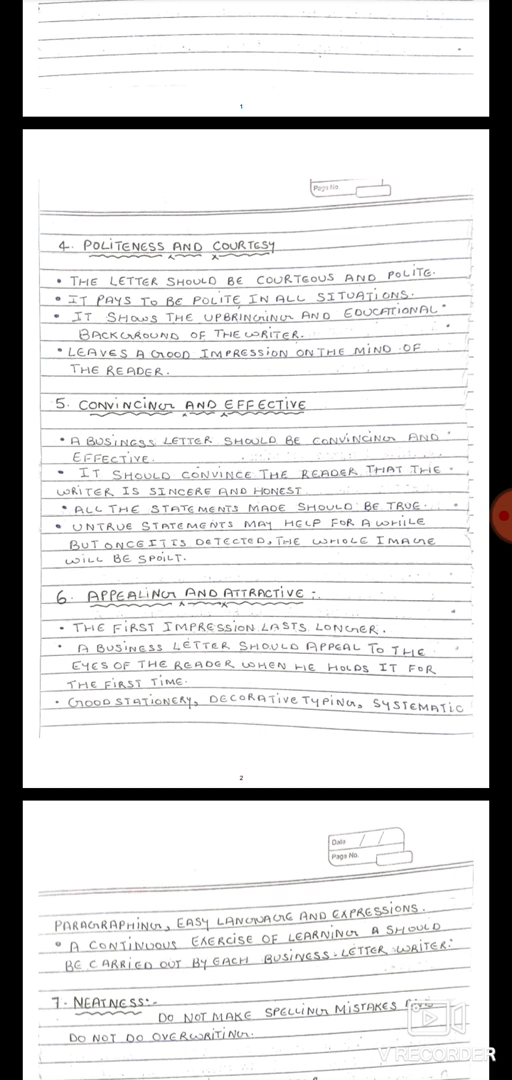 1
Page No
4. POLITENESS AND COURTESY
• THE LETTER SHOULD BE COURTEOUS AND POLITE.
• IT PAYS TO BE POLITE IN ALL SITUATIONS.
• IT SHOWS THE UPBRINGING AND EDUCATIONAL
BACKGROUND OF THE WRITER.
• LEAVES A GOOD IMPRESSION ON THE MIND OF
THE READER.
5. CONVINCING AND EFFECTIVE
• A BUSINESS LETTER SHOULD BE CONVINCING AND
EFFECTIVE.
• IT SHOULD CONVINCE THE READER THAT THE
WRITER IS SINCERE AND HONEST
• ALL THE STATEMENTS MADE SHOULD BE TRUE.
• UNTRUE STATEMENTS MAY HELP FOR A WHILE
BUT ONCE IT IS DETECTED, THE WHOLE IMAGE
WILL BE SPOILT.
6. APPEALING AND ATTRACTIVE :-
• THE FIRST IMPRESSION LASTS LONGER.
• A BUSINESS LETTER SHOULD APPEAL TO THE
EYES OF THE READER WHEN HE HOLDS IT FOR
THE FIRST TIME.
• GOOD STATIONERY, DECORATIVE TYPING, SYSTEMATIC
2
Date / /
Page No.
PARAGRAPHING, EASY LANGUAGE AND EXPRESSIONS.
• A CONTINUOUS EXERCISE OF LEARNING A SHOULD
BE CARRIED OUT BY EACH BUSINESS LETTER WRITER.
7. NEATNESS:-
DO NOT MAKE SPELLING MISTAKES
DO NOT DO OVERWRITING.
V RECORDER